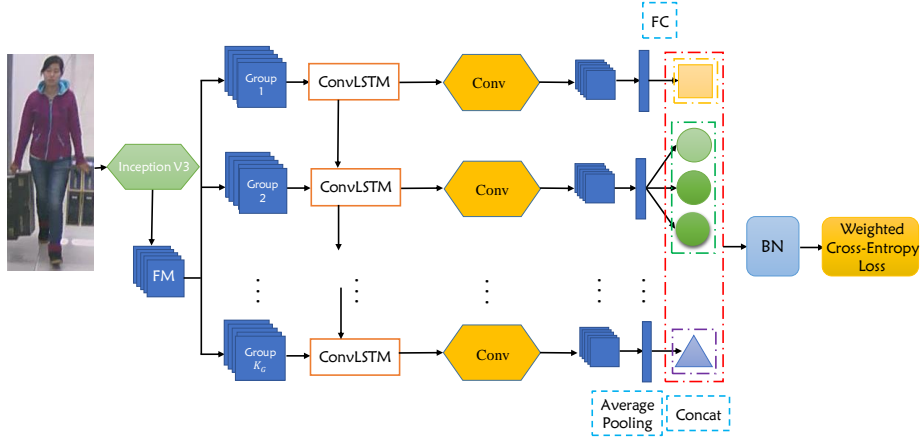 FC
Group
1
ConvLSTM
Conv
Inception V3
Group
2
ConvLSTM
Conv
FM
BN
Weighted
Cross-Entropy
Loss
Group
K_G
ConvLSTM
Conv
Average
Pooling
Concat